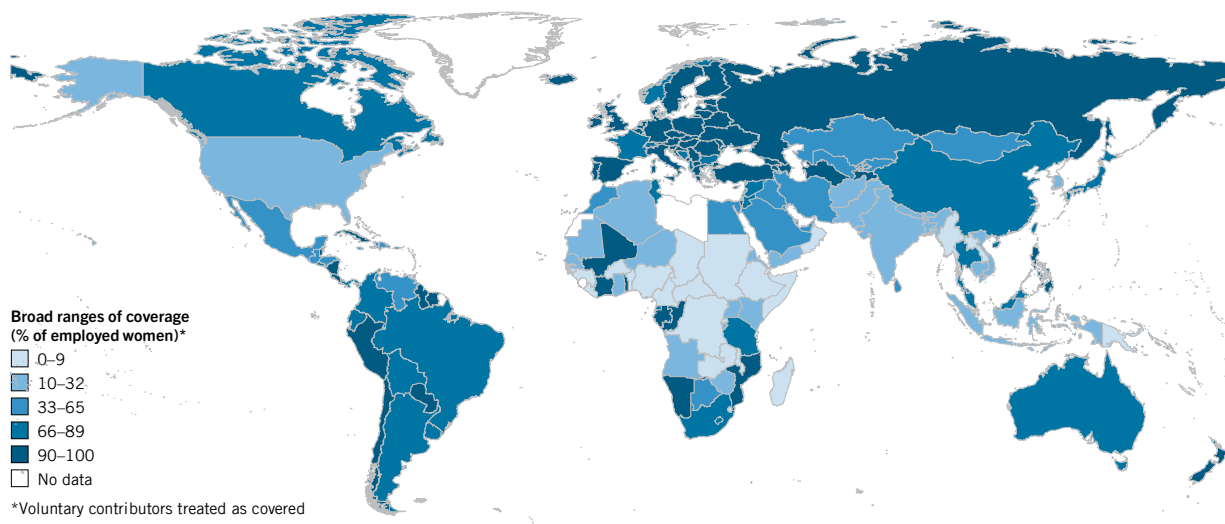 Broad ranges of coverage
(% of employed women)*
0–9
10–32
33–65
66–89
90–100
No data
*Voluntary contributors treated as covered